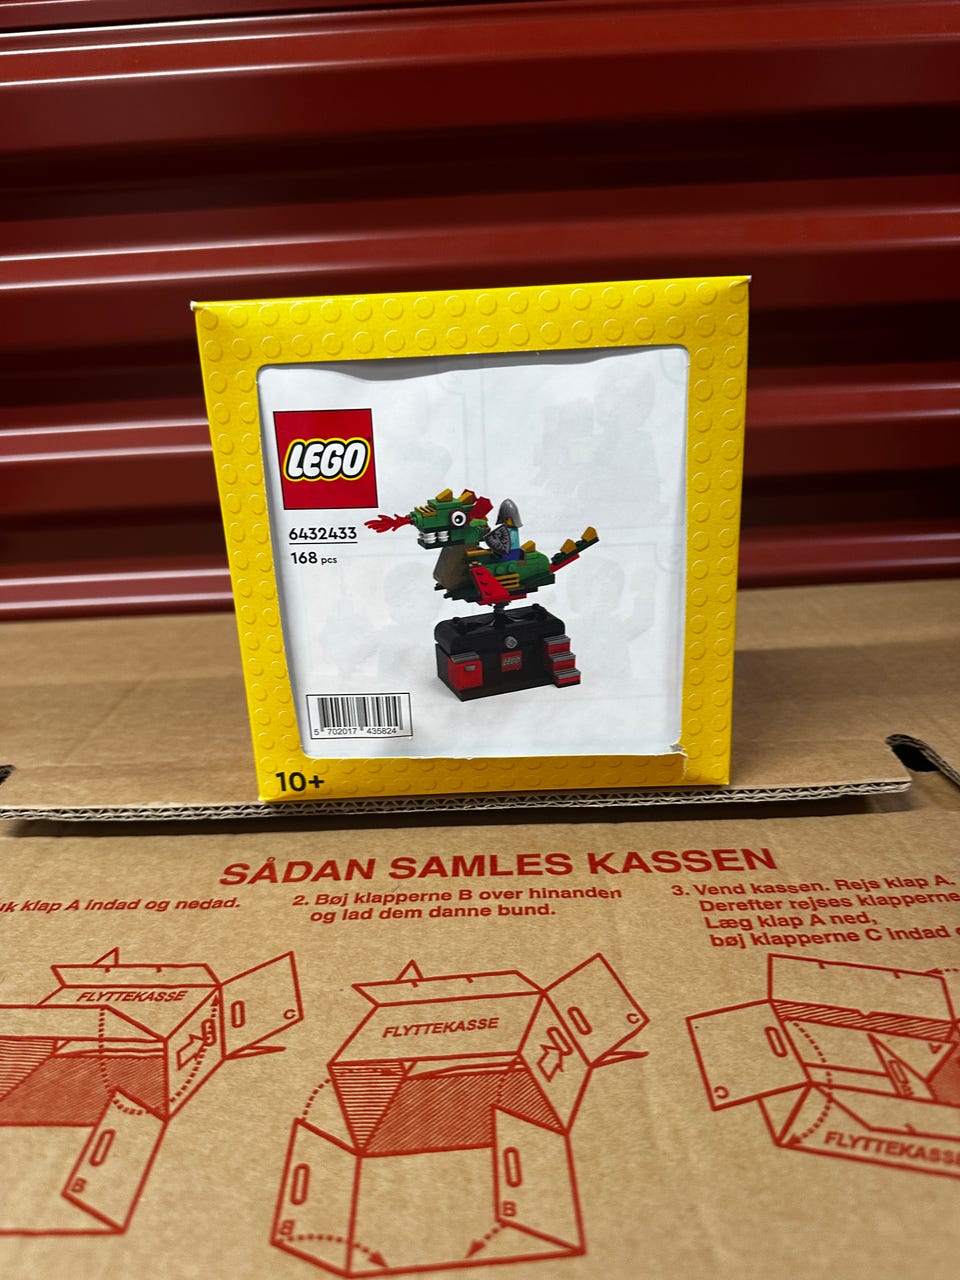 LEGO
6432433
168 pcs
LEGO
5 702017 435824
10+
SÅDAN SAMLES KASSEN
klap A indad og nedad.
2. Bøj klapperne B over hinanden
og lad dem danne bund.
3. Vend kassen. Rejs klap A.
Derefter rejses klapperne
Læg klap A ned,
bøj klapperne C indad
FLYTTEKASSE
C
B
FLYTTEKASSE
C
B
B
C
A
FLYTTEKASSE